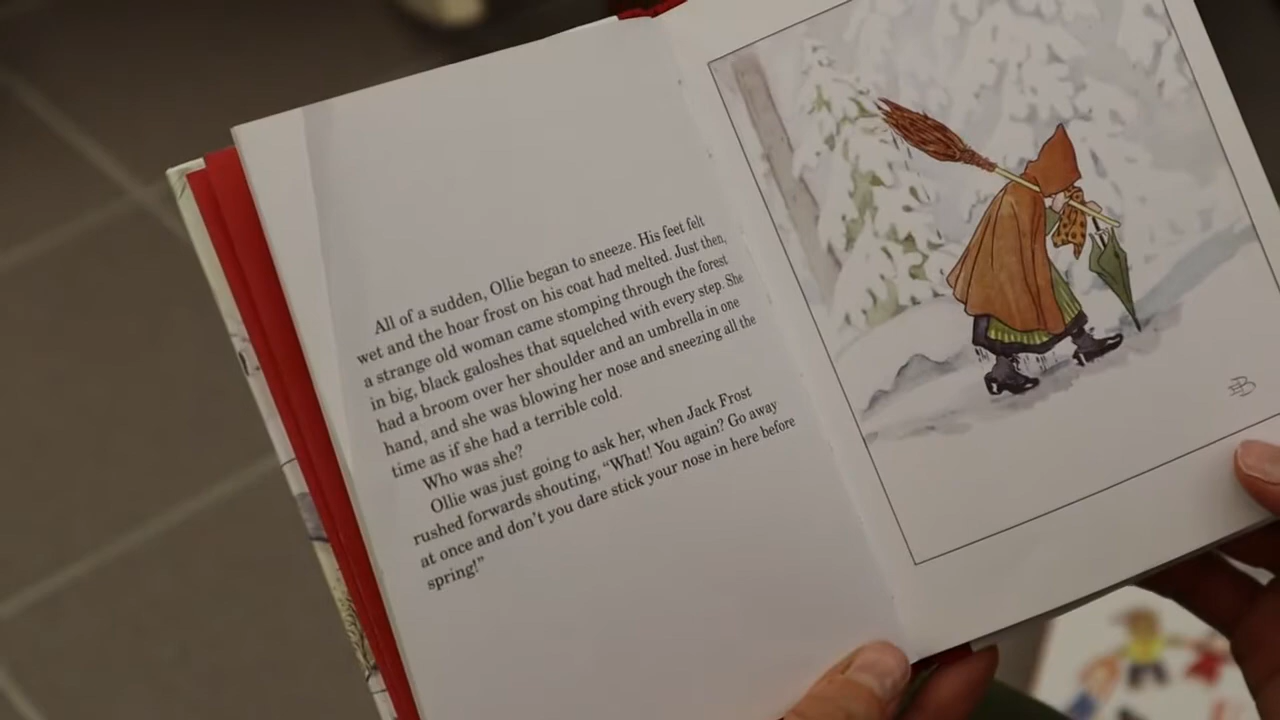 All of a sudden, Ollie began to sneeze. His feet felt
wet and the hoar frost on his coat had melted. Just then,
a strange old woman came stomping through the forest
in big, black galoshes that squelched with every step. She
had a broom over her shoulder and an umbrella in one
hand, and she was blowing her nose and sneezing all the
time as if she had a terrible cold.
Who was she?
Ollie was just going to ask her, when Jack Frost
rushed forwards shouting, “What! You again? Go away
at once and don’t you dare stick your nose in here before
spring!”
EB